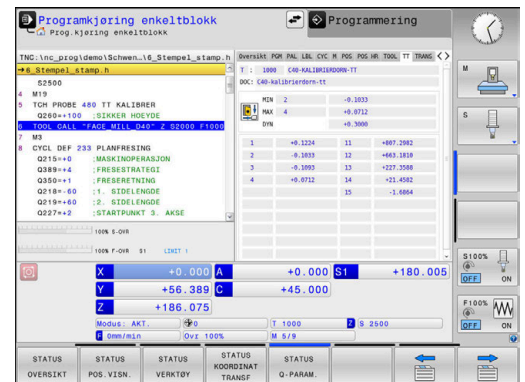 Programkjøring enkeltblokk
Prog.kjøring enkeltblokk
Programmering
TNC:\nc_prog\demo\Schwen…\6_Stempel_stamp.h
→6_Stempel_stamp.h
S2500
4 M19
5 TCH PROBE 480 TT KALIBREN
Q260=+100 ;SIKKER HOEYDE
6 TOOL CALL "FACE_MILL_D40" Z S2000 F1000
7 M3
8 CYCL DEF 233 PLANFRESING
Q215=+0 ;MASKINOPERASJON
Q389=+4 ;FRESESTRATEGI
Q350=+1 ;FRESERETNING
Q218=-60 ;1. SIDELENGDE
Q219=+60 ;2. SIDELENGDE
Q227=+2 ;STARTPUNKT 3. AKSE
100% S-OVR
100% F-OVR S1 LIMIT 1
Oversikt PGM PAL LBL CYC M POS POS HR TOOL TT TRANS
T : 1000 C40-KALIBRIERDORN-TT
DOC: C40-kalibrierdorn-tt
MIN 2 -0.1033
MAX 4 +0.0712
DYN +0.3000
1 +0.1224 11 +807.2982
2 -0.1033 12 +663.1810
3 -0.1093 13 +227.3588
4 +0.0712 14 +21.4582
15 -1.6864
X +0.000 A +0.000 S1 +180.005
Y +56.389 C +45.000
Z +186.075
Modus: AKT. 0 T 1000 Z S 2500
F 0mm/min Ovr 100% M 5/9
M
S
S100%
OFF ON
F100%
OFF ON
STATUS OVERSIKT
STATUS POS.VISN.
STATUS VERKTØY
STATUS KOORDINAT TRANSF
STATUS Q-PARAM.